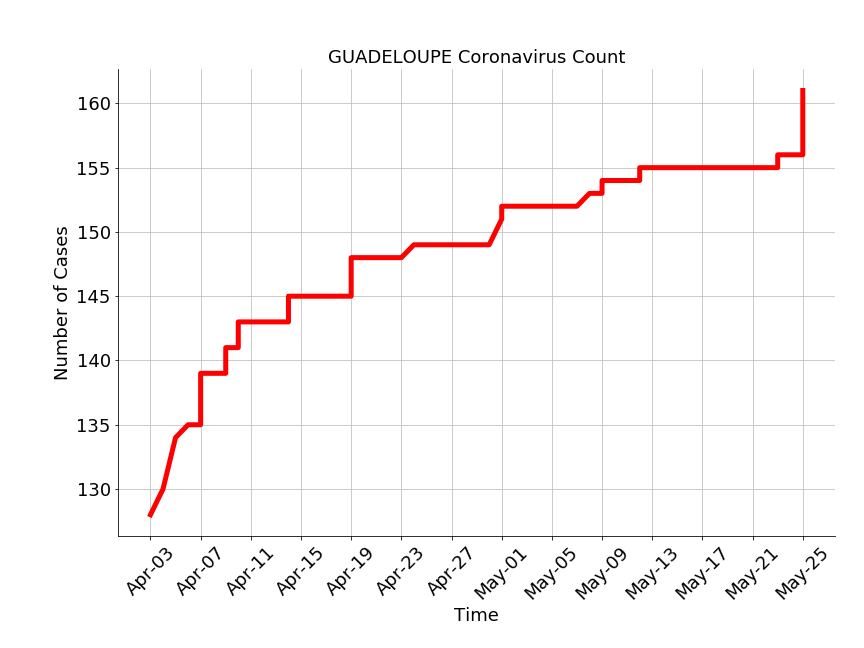 GUADELOUPE Coronavirus Count
160
155
150
145
140
135
130
Number of Cases
Apr-03
Apr-07
Apr-11
Apr-15
Apr-19
Apr-23
Apr-27
May-01
May-05
May-09
May-13
May-17
May-21
May-25
Time